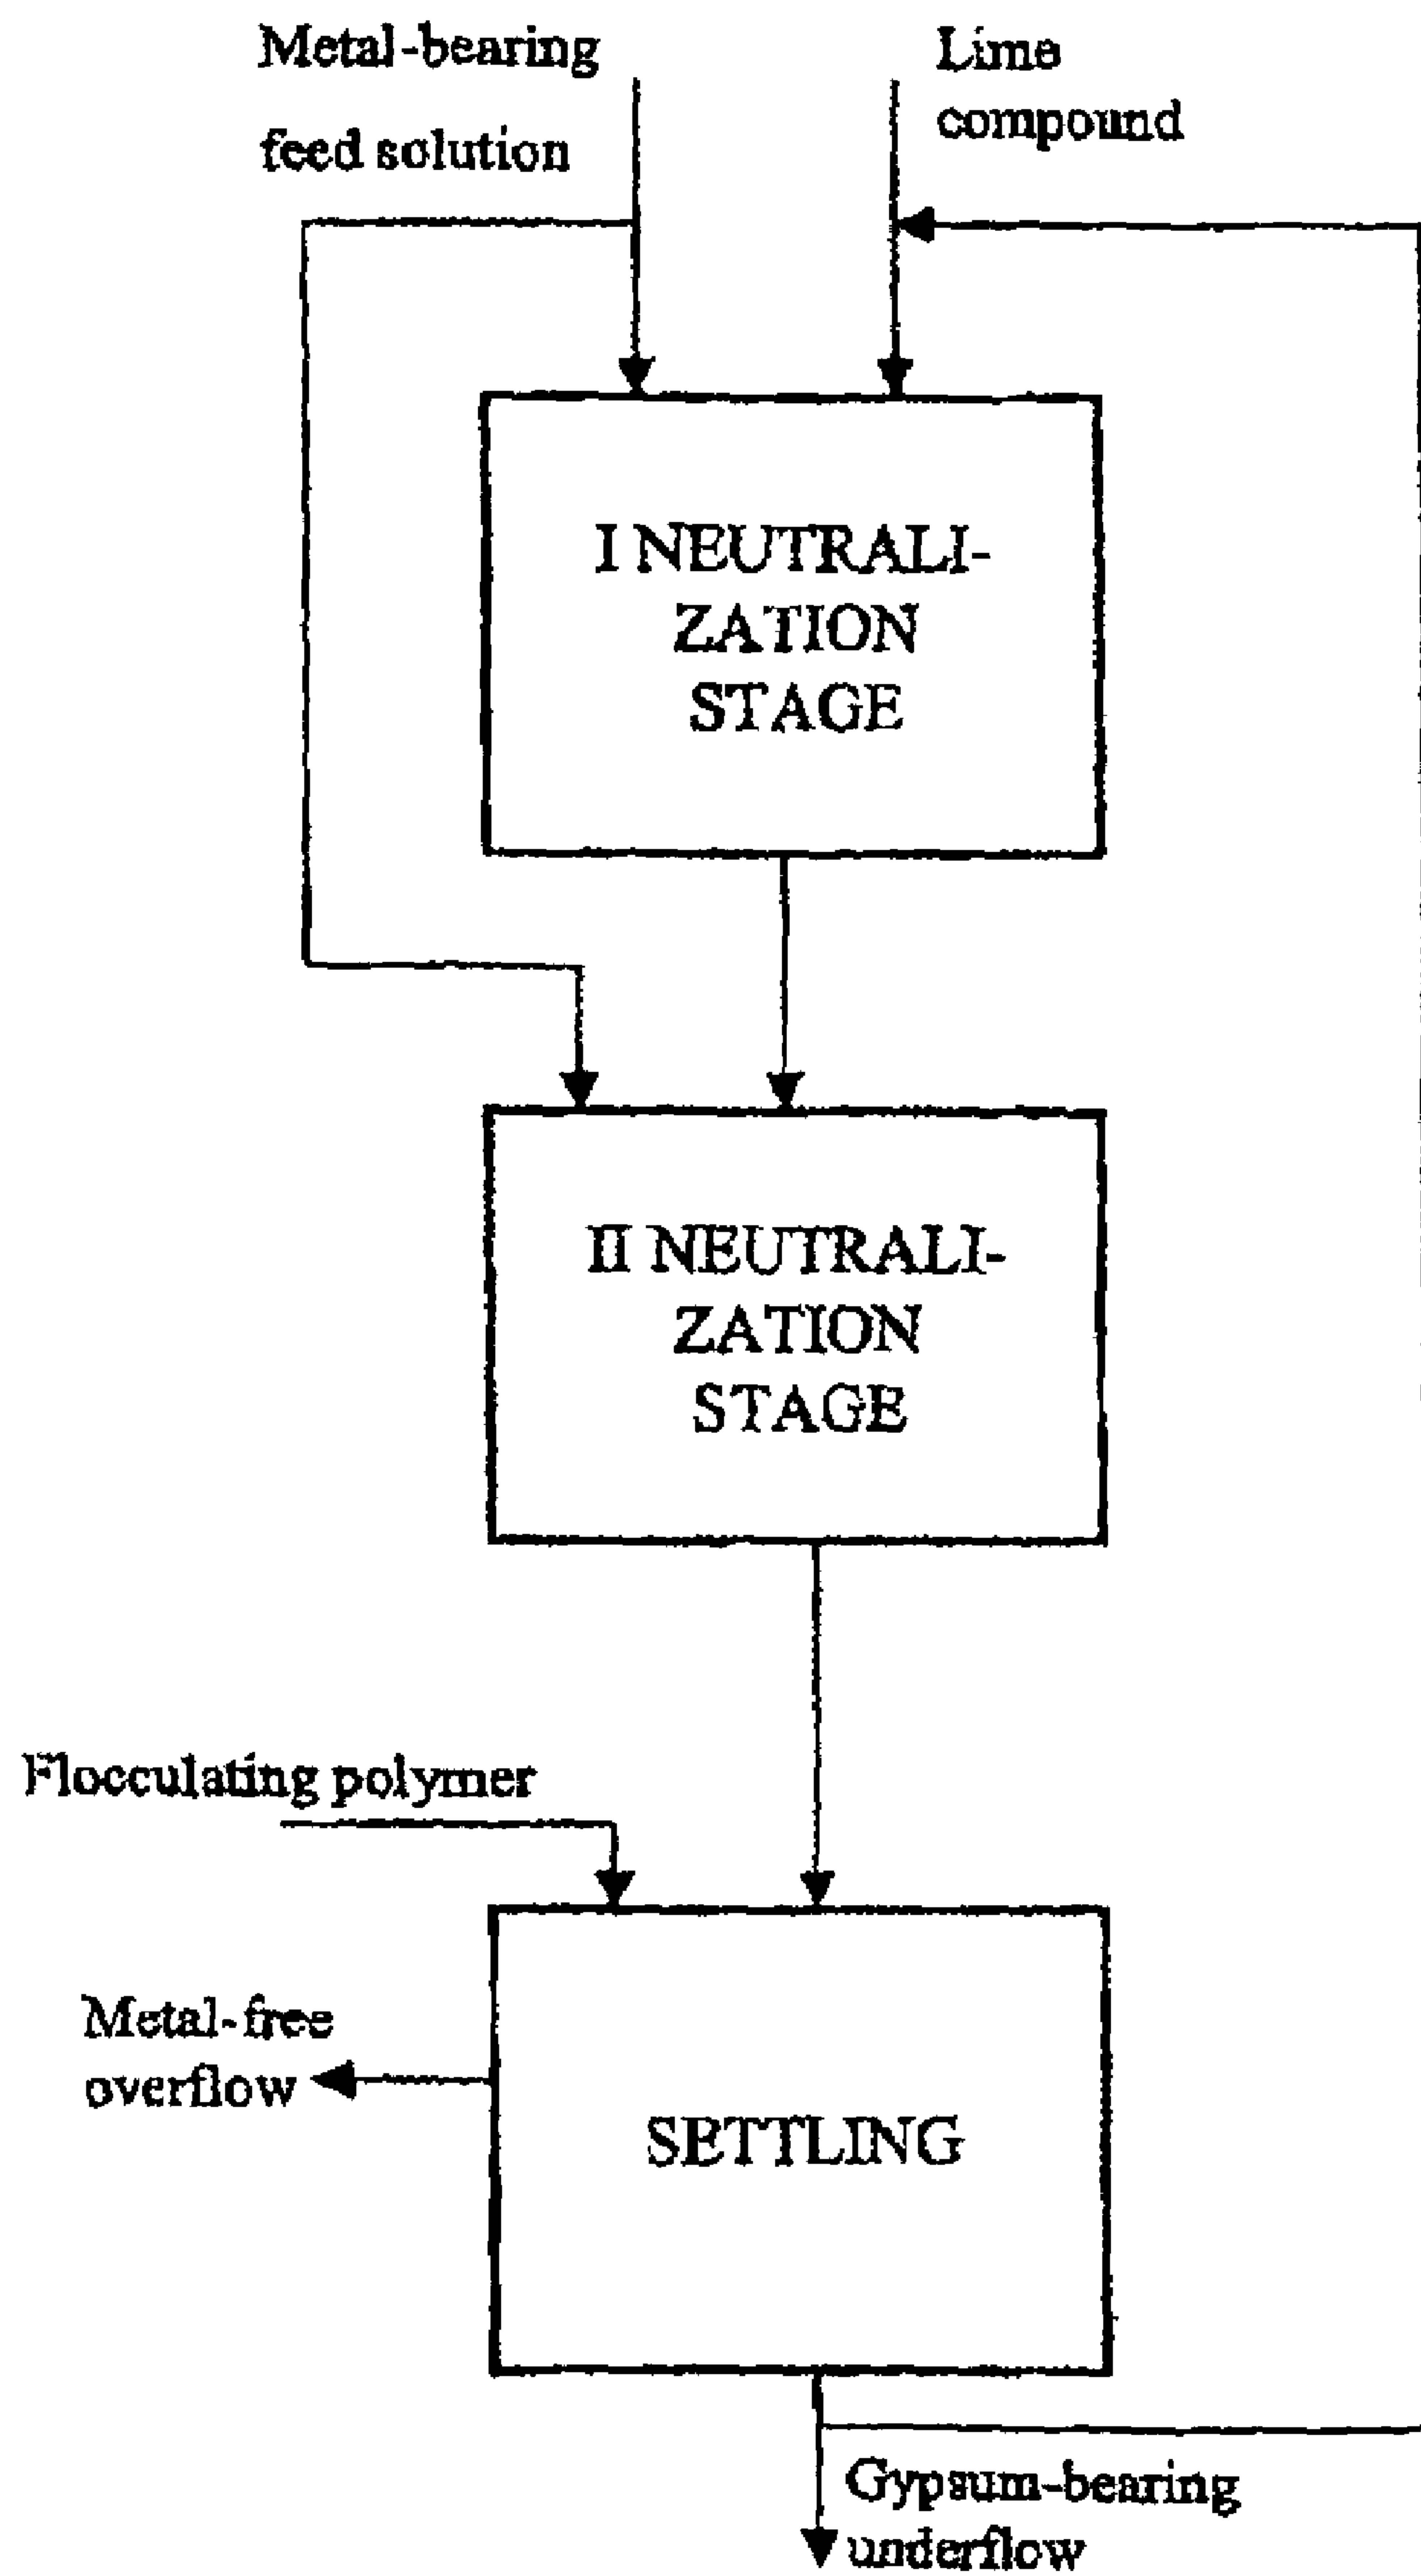 Metal-bearing
feed solution
Lime
compound
I NEUTRALI-
ZATION
STAGE
II NEUTRALI-
ZATION
STAGE
Flocculating polymer
Metal-free
overflow
SETTLING
Gypsum-bearing
underflow